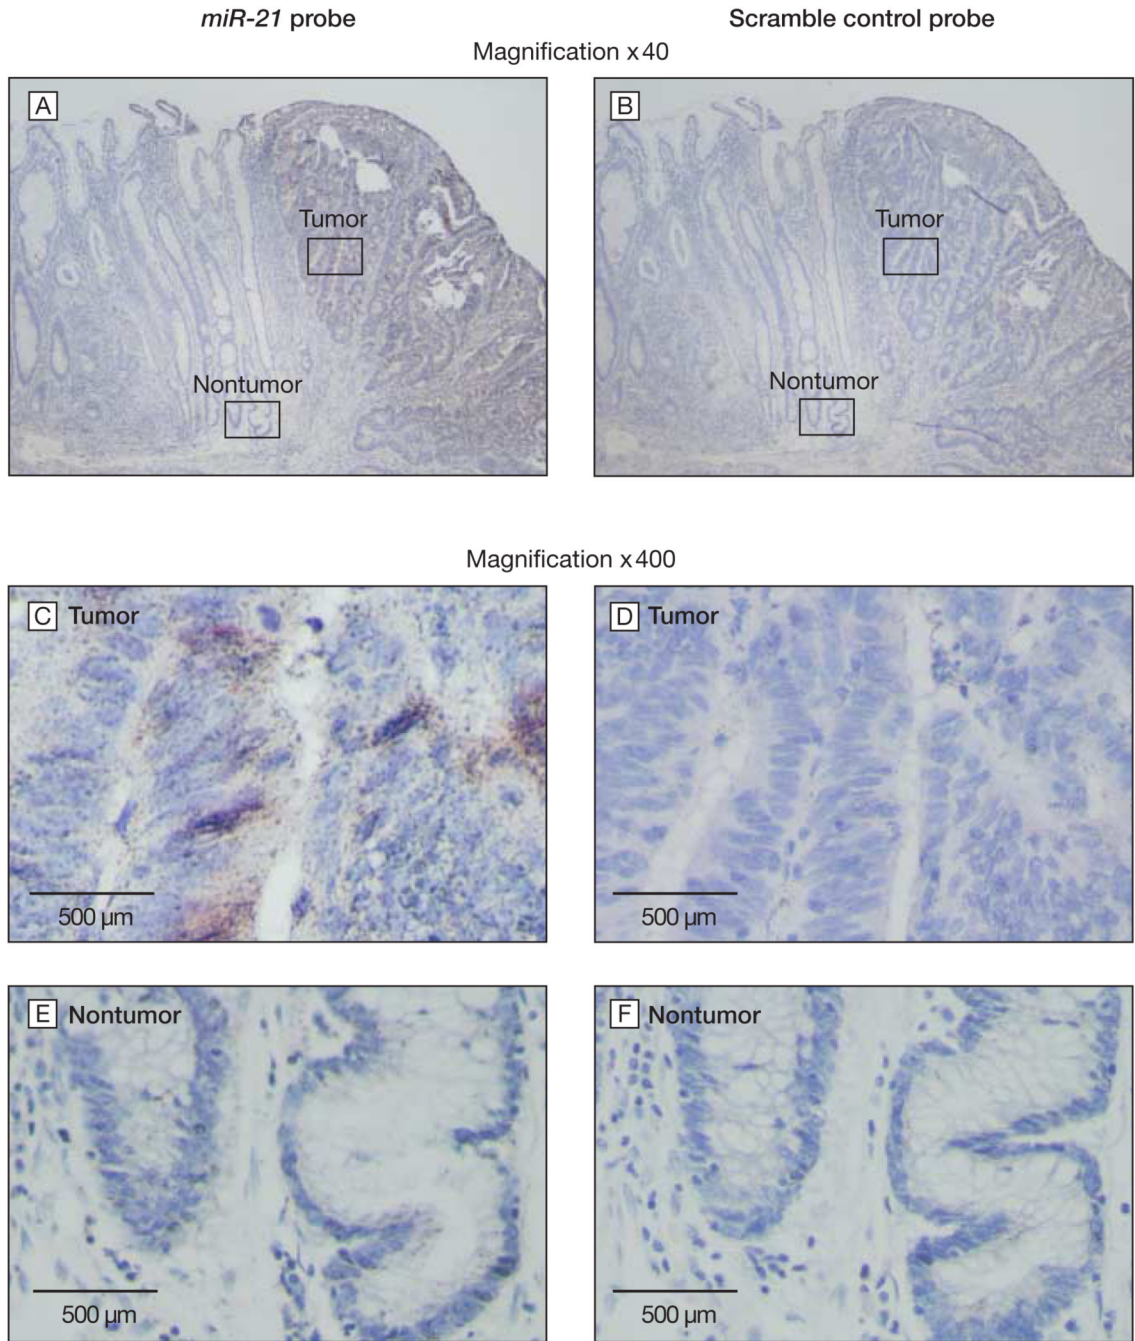 miR-21 probe
Scramble control probe
Magnification x40
A
B
Tumor
Tumor
Nontumor
Nontumor
Magnification x400
C Tumor
D Tumor
500 µm
500 µm
E Nontumor
F Nontumor
500 µm
500 µm